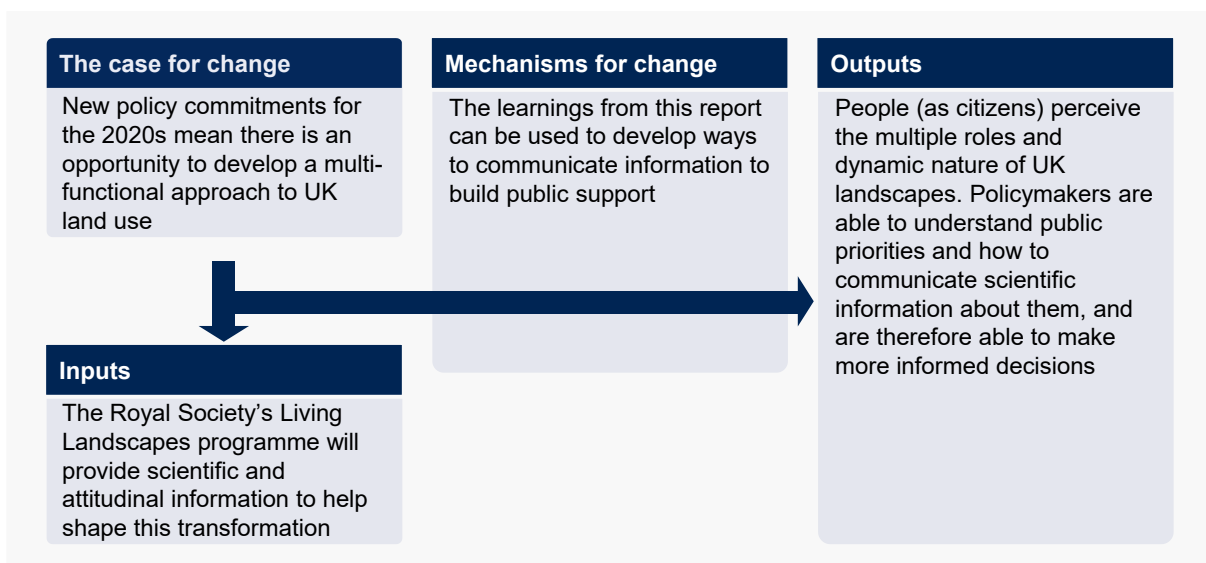 The case for change
New policy commitments for
the 2020s mean there is an
opportunity to develop a multi-
functional approach to UK
land use
Inputs
The Royal Society’s Living
Landscapes programme will
provide scientific and
attitudinal information to help
shape this transformation
Mechanisms for change
The learnings from this report
can be used to develop ways
to communicate information to
build public support
Outputs
People (as citizens) perceive
the multiple roles and
dynamic nature of UK
landscapes. Policymakers are
able to understand public
priorities and how to
communicate scientific
information about them, and
are therefore able to make
more informed decisions